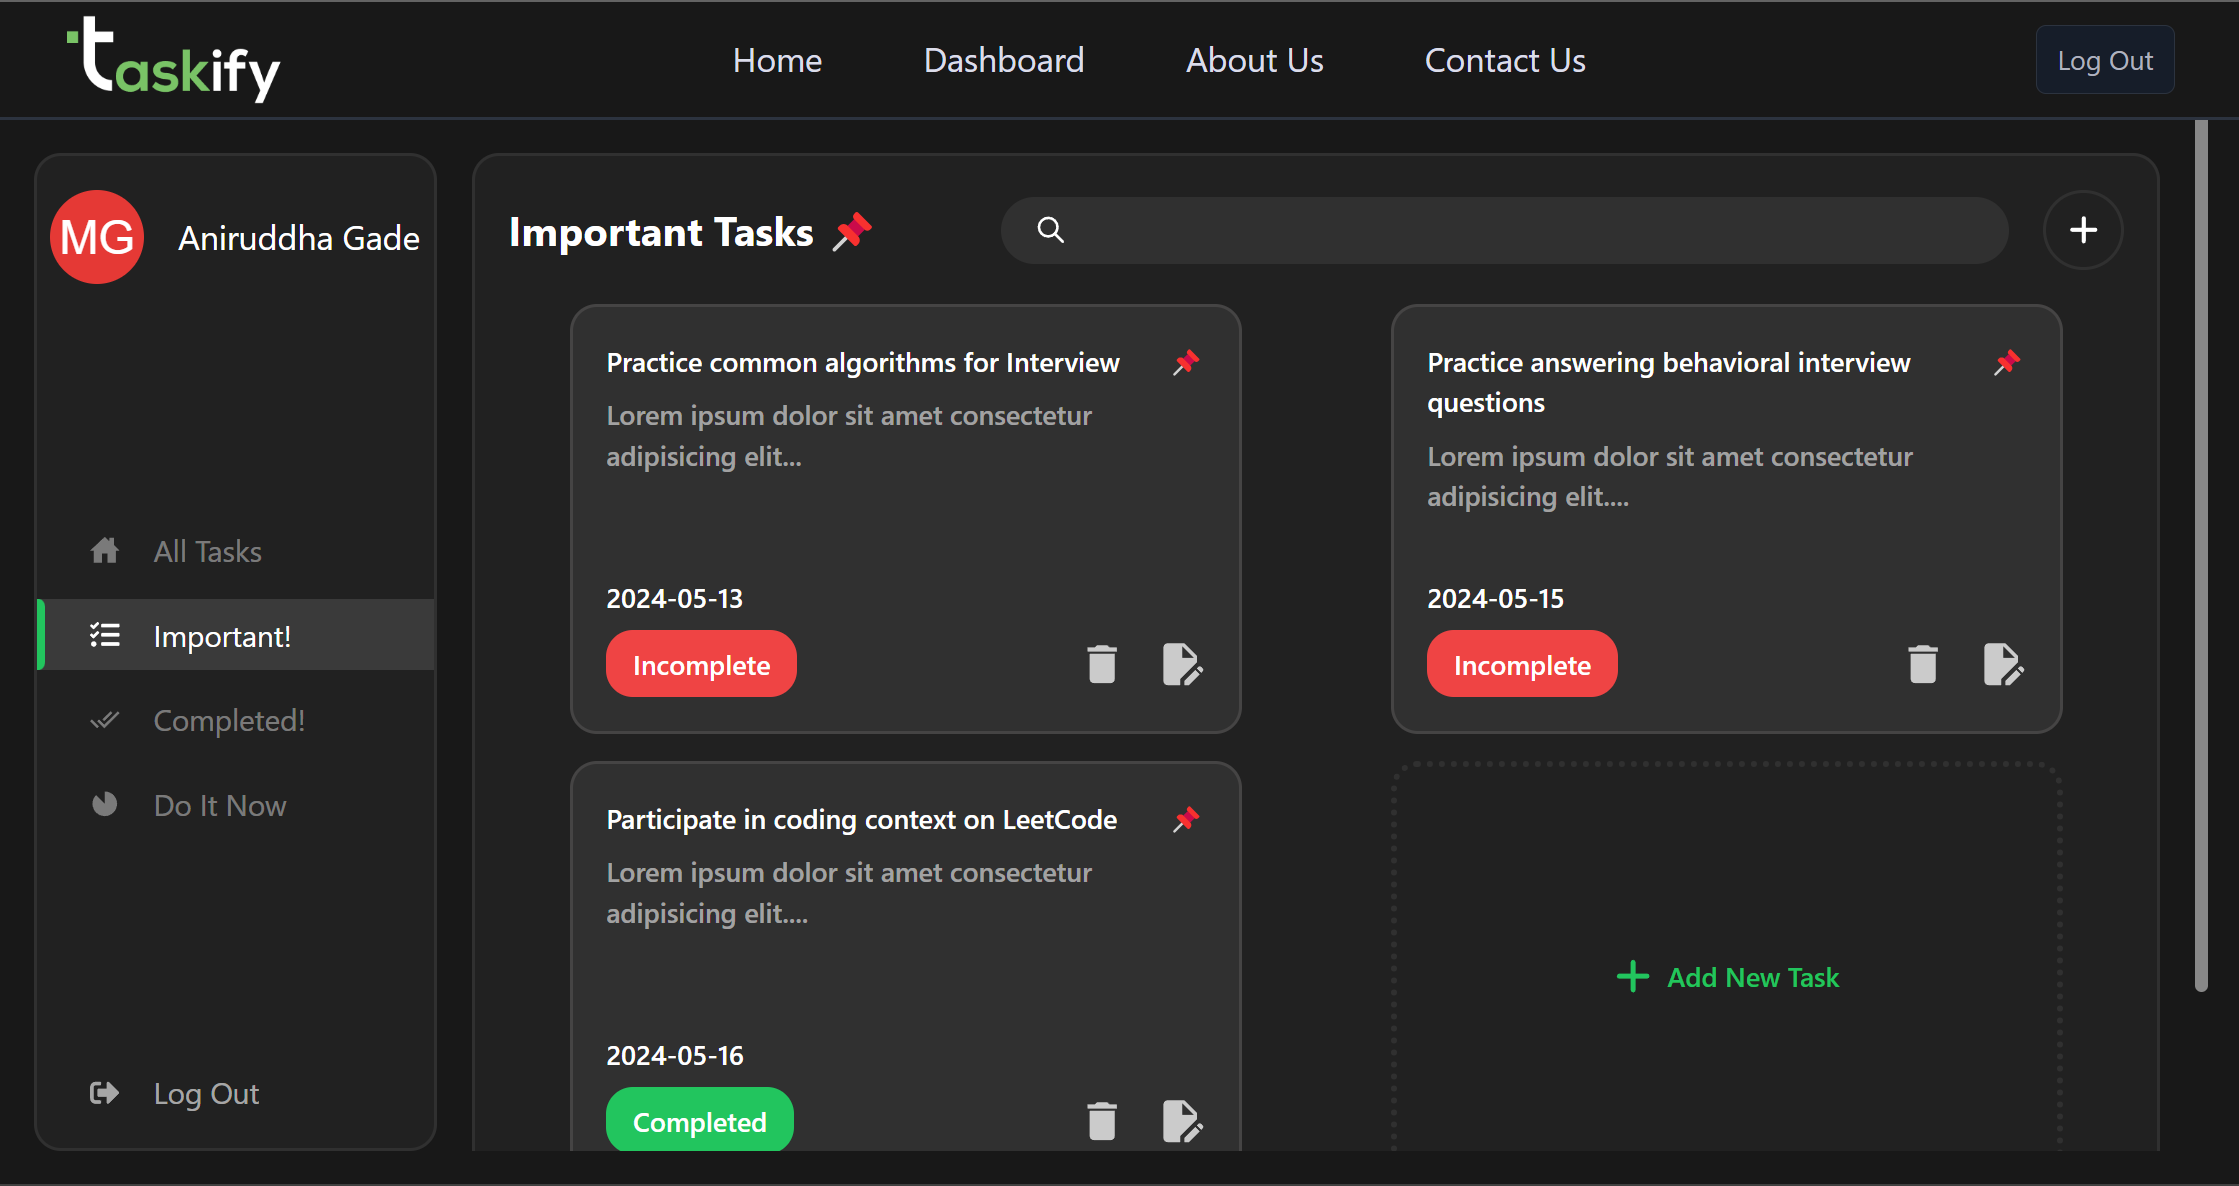 taskify
Home
Dashboard
About Us
Contact Us
Log Out
MG
Aniruddha Gade
All Tasks
Important!
Completed!
Do It Now
Log Out
Important Tasks
Practice common algorithms for Interview
Lorem ipsum dolor sit amet consectetur
adipisicing elit...
2024-05-13
Incomplete
Practice answering behavioral interview
questions
Lorem ipsum dolor sit amet consectetur
adipisicing elit....
2024-05-15
Incomplete
Participate in coding context on LeetCode
Lorem ipsum dolor sit amet consectetur
adipisicing elit....
2024-05-16
Completed
Add New Task